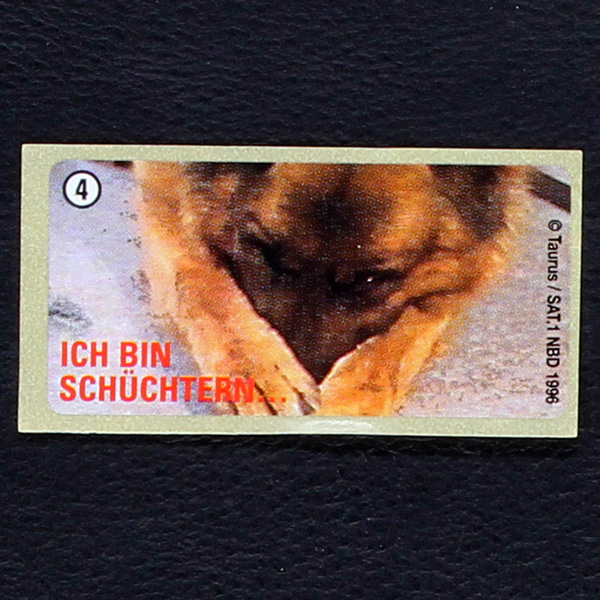 4
ICH BIN
SCHÜCHTERN...
© Taurus / SAT.1 NBD 1996